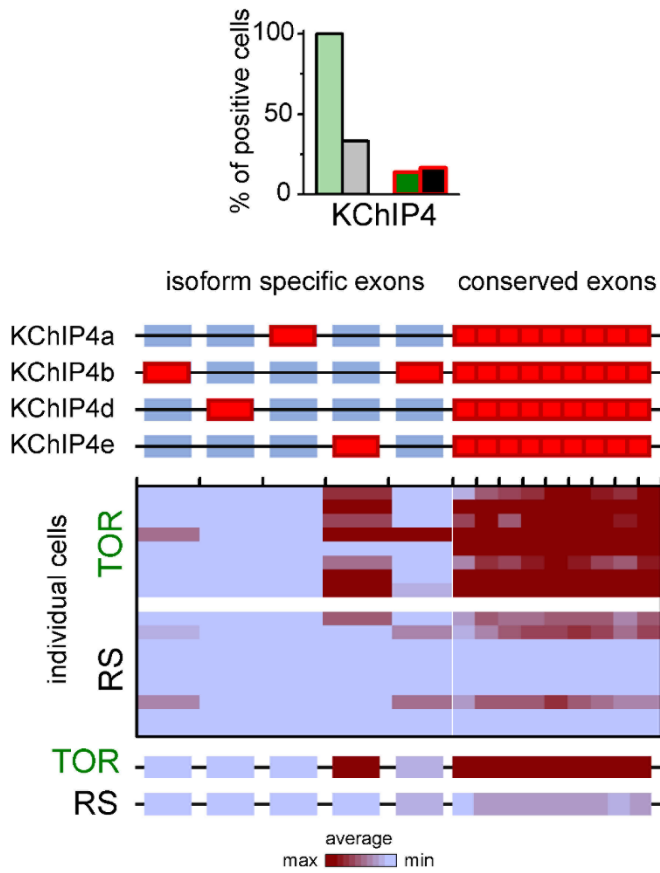 % of positive cells
100
50
0
KChIP4
isoform specific exons conserved exons
KChIP4a
KChIP4b
KChIP4d
KChIP4e
individual cells
TOR
RS
TOR
RS
average
max min